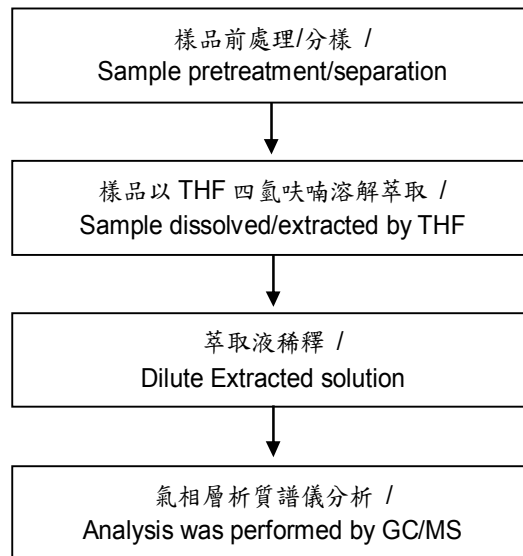 樣品前處理/分樣 /
Sample pretreatment/separation
樣品以 THF 四氫呋喃溶解萃取 /
Sample dissolved/extracted by THF
萃取液稀釋 /
Dilute Extracted solution
氣相層析質譜儀分析 /
Analysis was performed by GC/MS